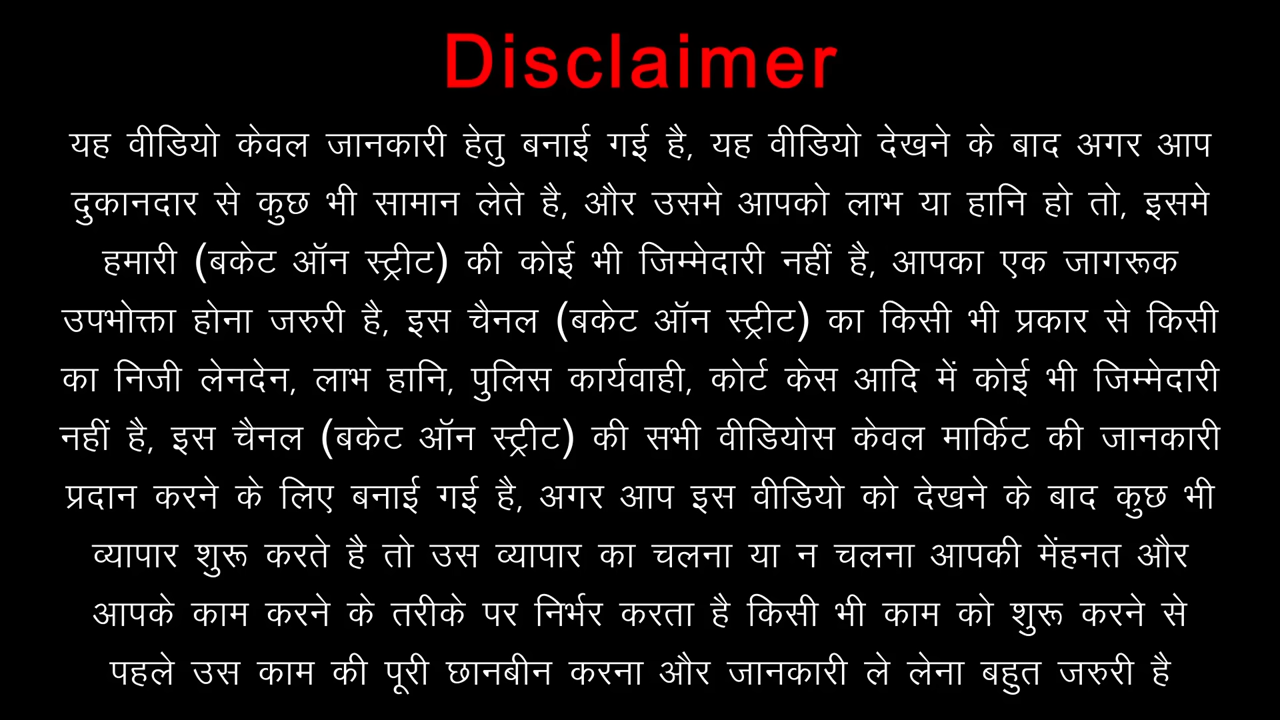 Disclaimer
यह वीडियो केवल जानकारी हेतु बनाई गई है, यह वीडियो देखने के बाद अगर आप
दुकानदार से कुछ भी सामान लेते है, और उसमे आपको लाभ या हानि हो तो, इसमे
हमारी (बकेट ऑन स्ट्रीट) की कोई भी जिम्मेदारी नहीं है, आपका एक जागरूक
उपभोक्ता होना जरुरी है, इस चैनल (बकेट ऑन स्ट्रीट) का किसी भी प्रकार से किसी
का निजी लेनदेन, लाभ हानि, पुलिस कार्यवाही, कोर्ट केस आदि में कोई भी जिम्मेदारी
नहीं है, इस चैनल (बकेट ऑन स्ट्रीट) की सभी वीडियोस केवल मार्किट की जानकारी
प्रदान करने के लिए बनाई गई है, अगर आप इस वीडियो को देखने के बाद कुछ भी
व्यापार शुरू करते है तो उस व्यापार का चलना या न चलना आपकी मेंहनत और
आपके काम करने के तरीके पर निर्भर करता है किसी भी काम को शुरू करने से
पहले उस काम की पूरी छानबीन करना और जानकारी ले लेना बहुत जरुरी है